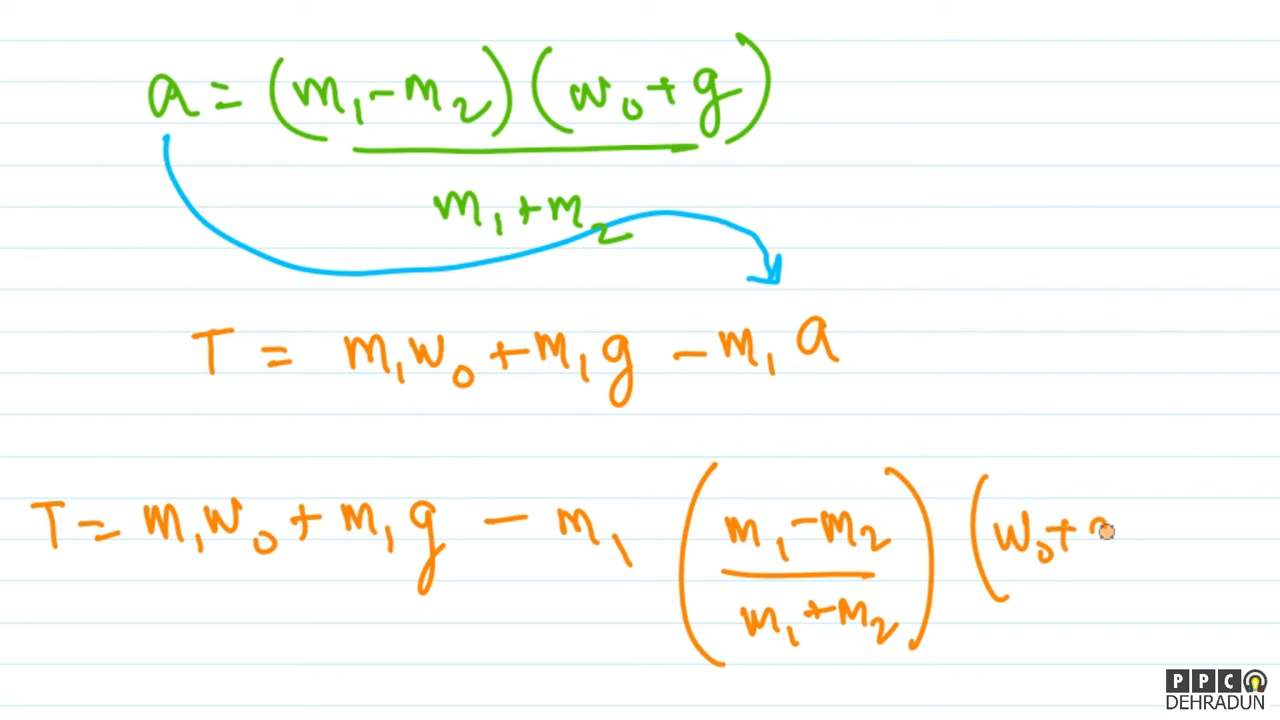 a = (m₁-m₂)(w₀+g)
m₁+m₂
T = m₁w₀+m₁g -m₁a
T= m₁w₀+m₁g - m₁ (m₁-m₂ / m₁+m₂) (w₀+
PPC
DEHRADUN